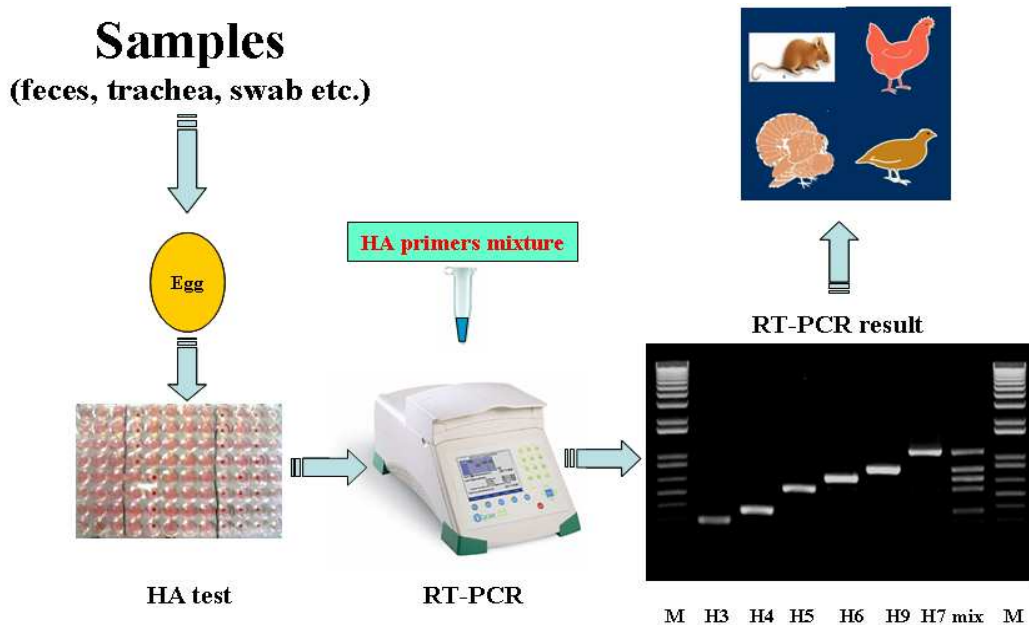 Samples
(feces, trachea, swab etc.)
HA primers mixture
Egg
RT-PCR result
HA test
RT-PCR
M H3 H4 H5 H6 H9 H7 mix M